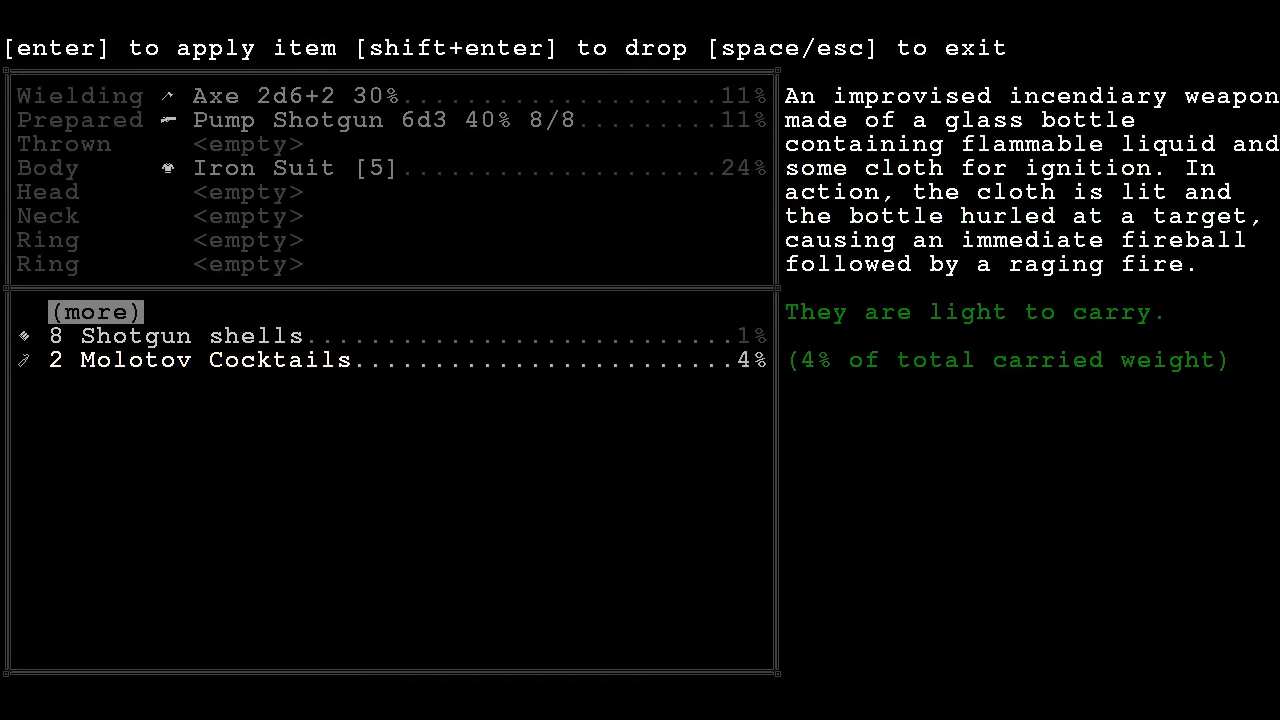 [enter] to apply item [shift+enter] to drop [space/esc] to exit
Wielding Axe 2d6+2 30%.......................11%
Prepared Pump Shotgun 6d3 40% 8/8.........11%
Thrown <empty>
Body Iron Suit [5]....................24%
Head <empty>
Neck <empty>
Ring <empty>
Ring <empty>
(more)
8 Shotgun shells...........................1%
2 Molotov Cocktails........................4%
An improvised incendiary weapon
made of a glass bottle
containing flammable liquid and
some cloth for ignition. In
action, the cloth is lit and
the bottle hurled at a target,
causing an immediate fireball
followed by a raging fire.
They are light to carry.
(4% of total carried weight)